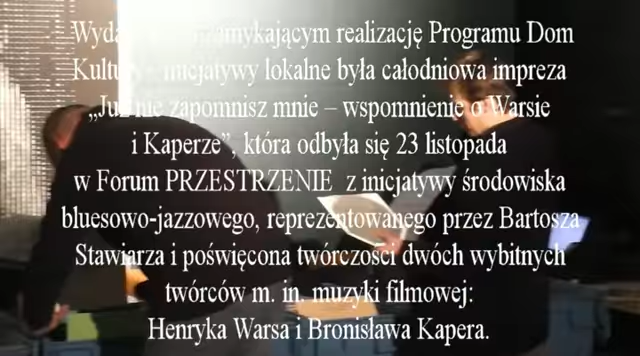 zamykającym realizację Programu Dom
Kultury inicjatywy lokalne była całodniowa impreza
„Już nie zapomnisz mnie – wspomnienie o Warsie
i Kaperze”, która odbyła się 23 listopada
w Forum PRZESTRZENIE z inicjatywy środowiska
bluesowo-jazzowego, reprezentowanego przez Bartosza
Stawiarza i poświęcona twórczości dwóch wybitnych
twórców m. in. muzyki filmowej:
Henryka Warsa i Bronisława Kapera.